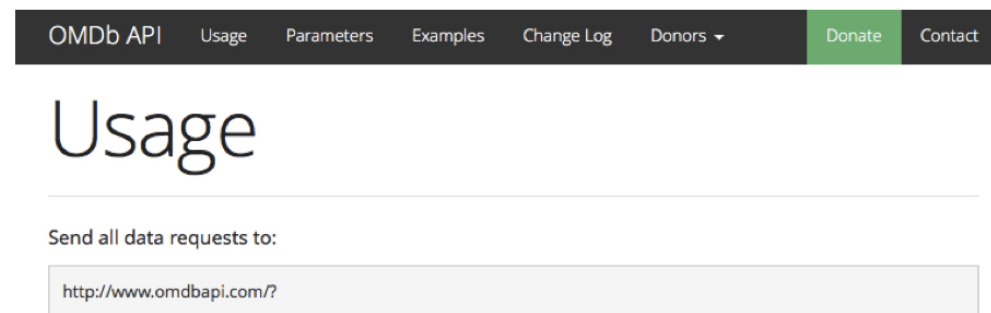 OMDb API Usage Parameters Examples Change Log Donors Donate Contact
Usage
Send all data requests to:
http://www.omdbapi.com/?